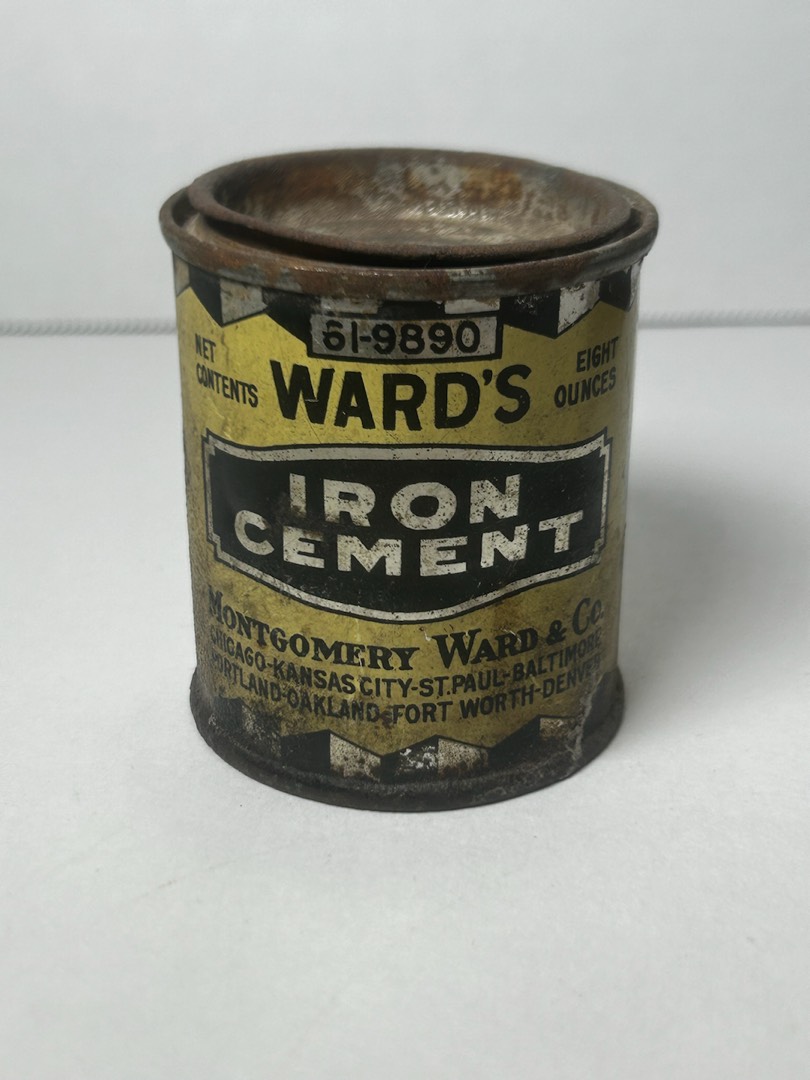 61-9890
NET CONTENTS
WARD'S
EIGHT OUNCES
IRON
CEMENT
MONTGOMERY WARD & CO.
CHICAGO-KANSAS CITY-ST.PAUL-BALTIMORE
PORTLAND-OAKLAND-FORT WORTH-DENVER